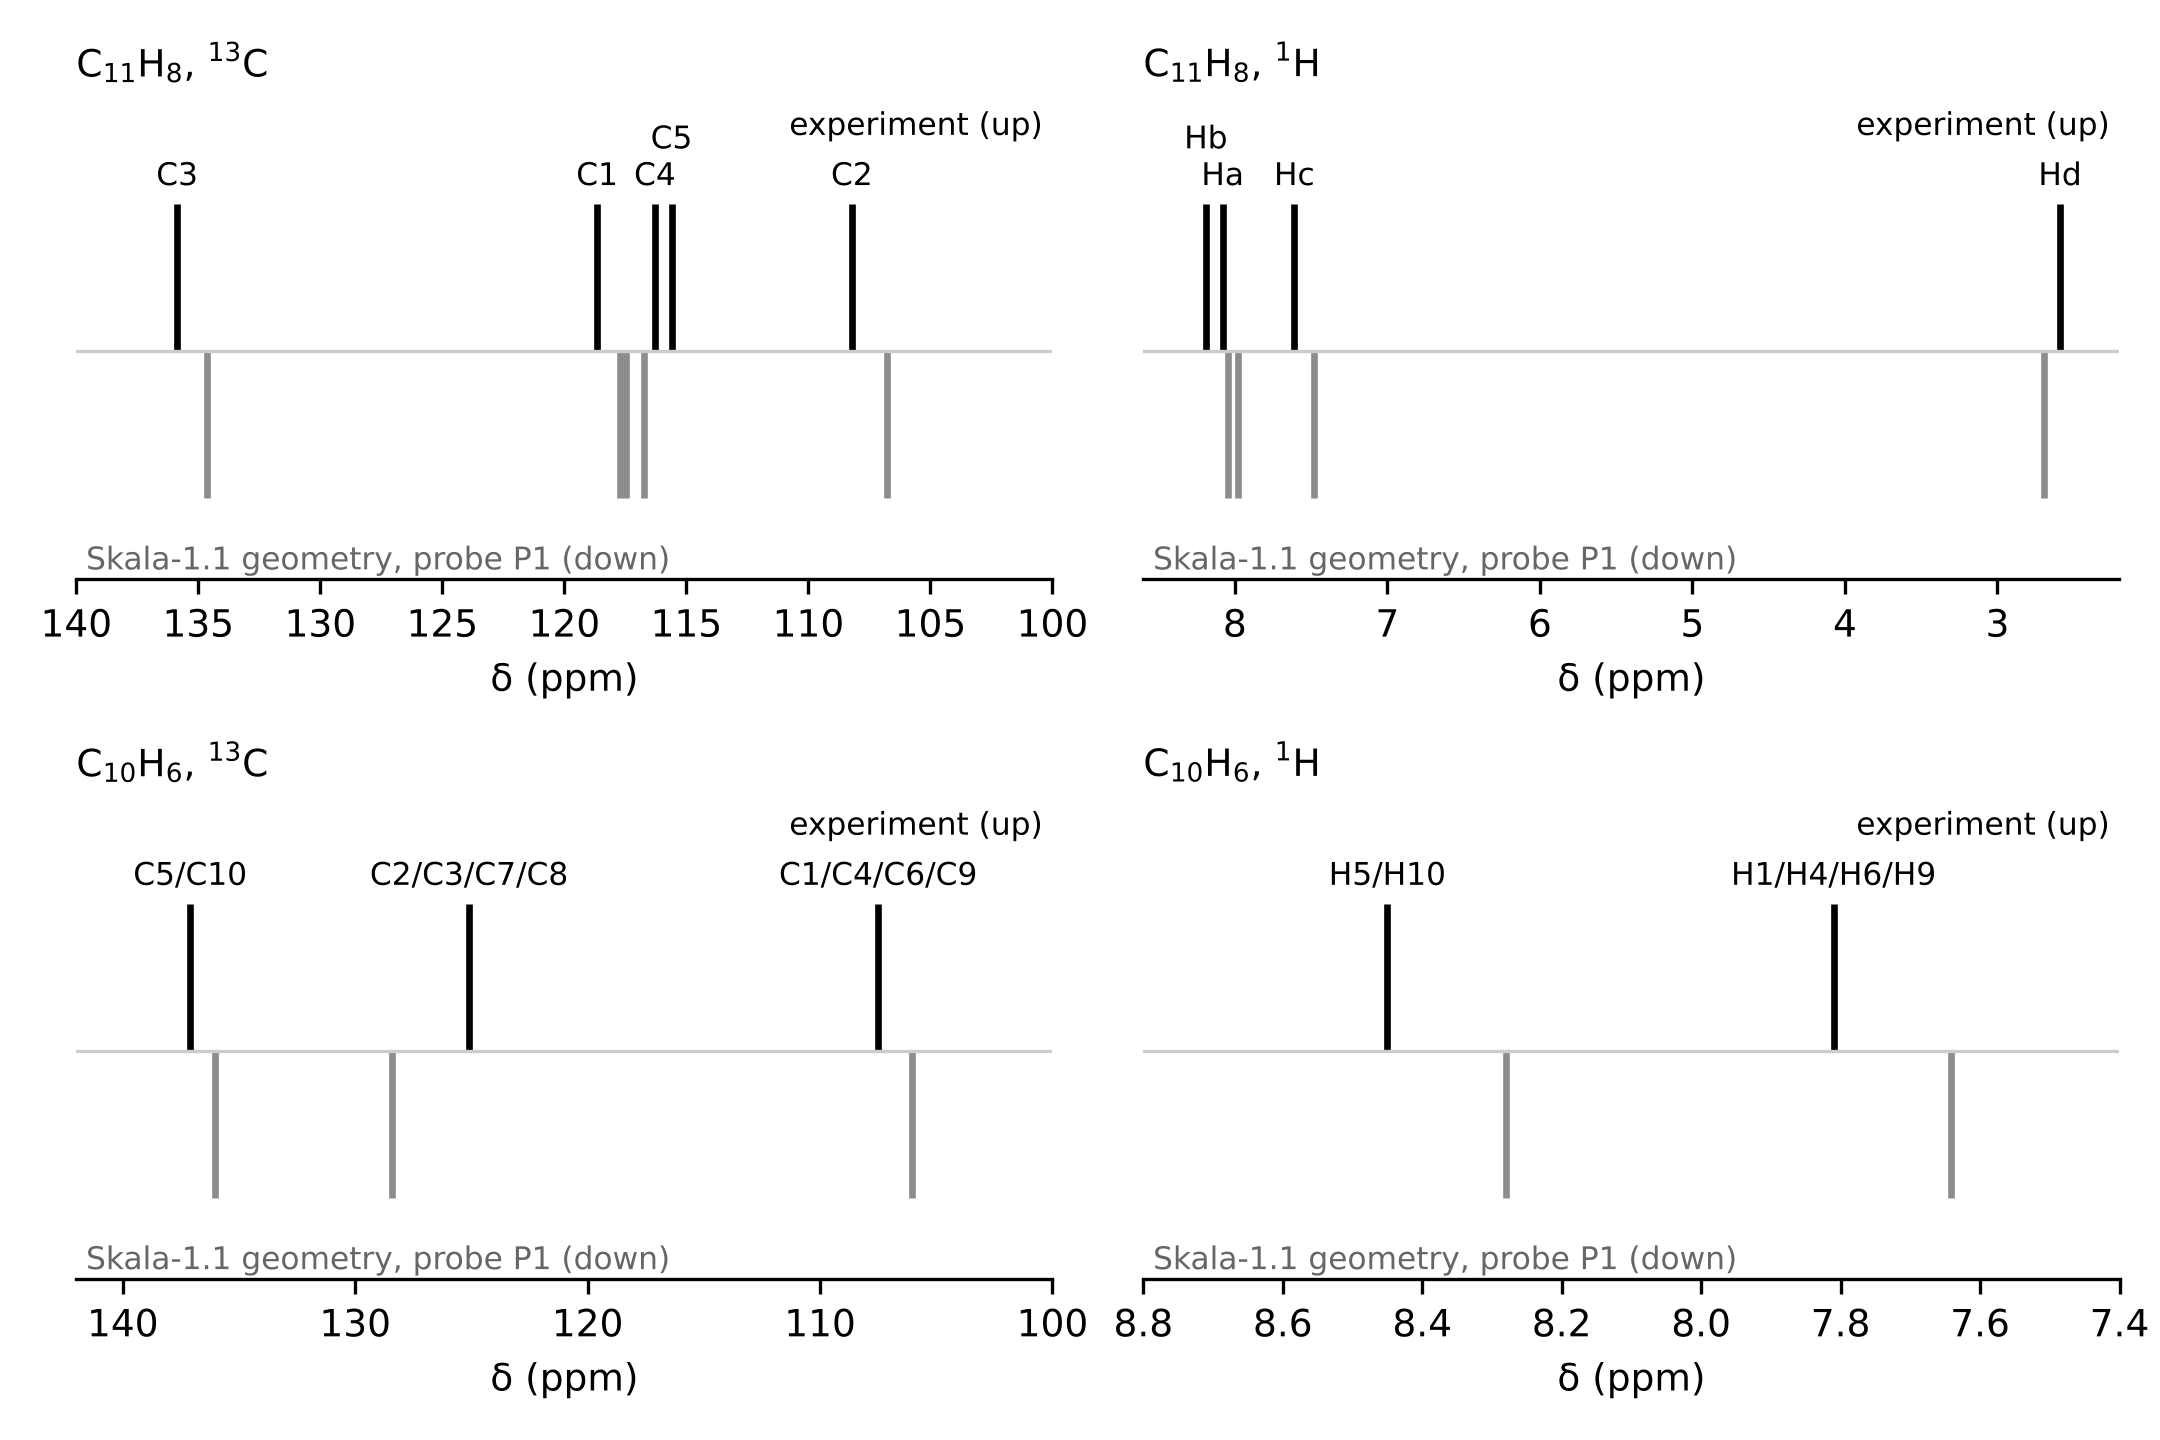 C₁₁H₈, ¹³C
experiment (up)
C5
C3 C1 C4 C2
Skala-1.1 geometry, probe P1 (down)
140 135 130 125 120 115 110 105 100
δ (ppm)
C₁₁H₈, ¹H
experiment (up)
Hb
Ha Hc Hd
Skala-1.1 geometry, probe P1 (down)
8 7 6 5 4 3
δ (ppm)
C₁₀H₆, ¹³C
experiment (up)
C5/C10 C2/C3/C7/C8 C1/C4/C6/C9
Skala-1.1 geometry, probe P1 (down)
140 130 120 110 100
δ (ppm)
C₁₀H₆, ¹H
experiment (up)
H5/H10 H1/H4/H6/H9
Skala-1.1 geometry, probe P1 (down)
8.8 8.6 8.4 8.2 8.0 7.8 7.6 7.4
δ (ppm)